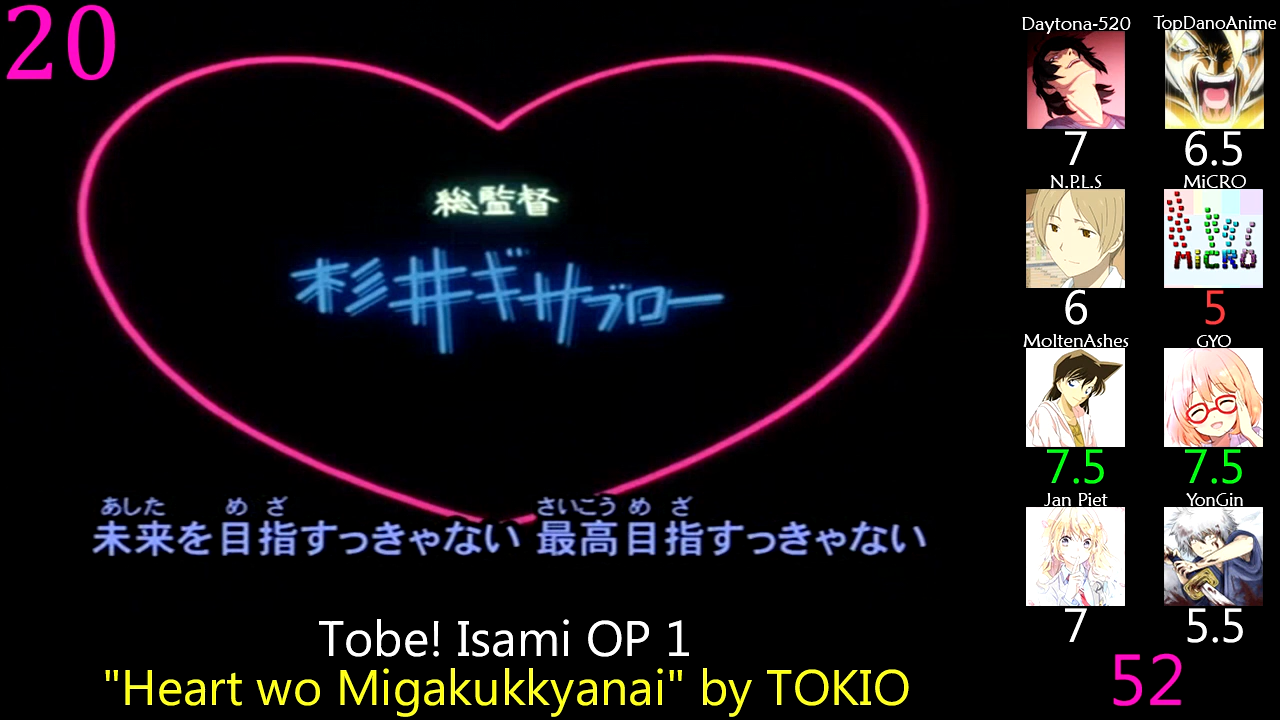 20
総監督
杉井ギサブロー
あした めざ さいこう めざ
未来を目指すっきゃない 最高目指すっきゃない
Tobe! Isami OP 1
"Heart wo Migakukkyanai" by TOKIO
Daytona-520 TopDanoAnime
7 6.5
N.P.L.S MiCRO
MiCRO
6 5
MoltenAshes GYO
7.5 7.5
Jan Piet YonGin
7 5.5
52